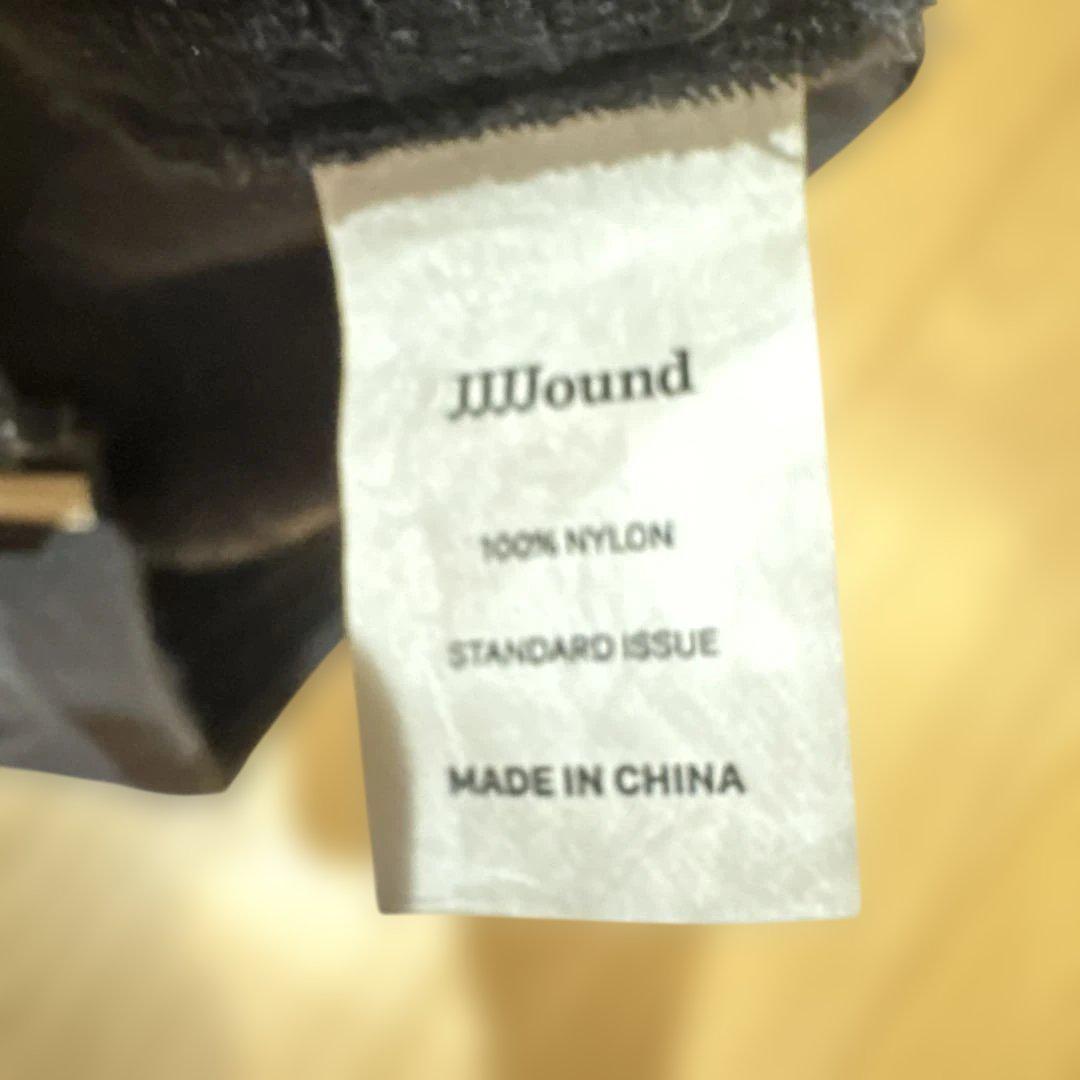 JJJJound
100% NYLON
STANDARD ISSUE
MADE IN CHINA